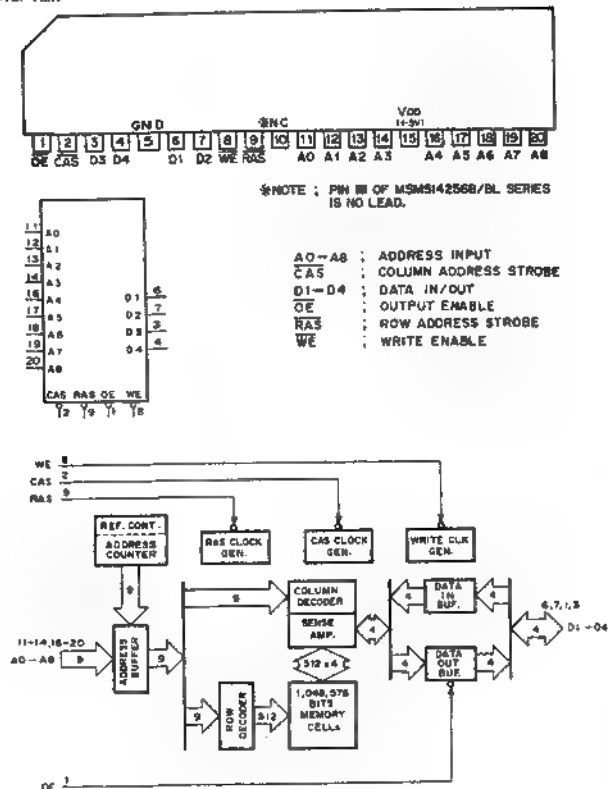 GND ※NC VDD
(+5V)
1 2 3 4 5 6 7 8 9 10 11 12 13 14 15 16 17 18 19 20
OE CAS D3 D4 D1 D2 WE RAS A0 A1 A2 A3 A4 A5 A6 A7 A8
※NOTE ; PIN OF MSM514256B/BL SERIES
IS NO LEAD.
A0-A8 ; ADDRESS INPUT
CAS ; COLUMN ADDRESS STROBE
D1-D4 ; DATA IN/OUT
OE ; OUTPUT ENABLE
RAS ; ROW ADDRESS STROBE
WE ; WRITE ENABLE
11 A0
12 A1
13 A2
14 A3
16 A4
17 A5
18 A6
19 A7
20 A8
D1 6
D2 7
D3 3
D4 4
CAS RAS OE WE
2 9 1 8
WE 8
CAS 2
RAS 9
REF. CONT.
ADDRESS
COUNTER
RAS CLOCK
GEN.
CAS CLOCK
GEN.
WRITE CLK
GEN.
9
9
COLUMN
DECODER
SENSE
AMP.
4
4
DATA
IN
BUF.
4
11-14,16-20
A0-A8
9
ADDRESS
BUFFER
9
4
DATA
OUT
BUF.
4
4
6,7,1,3
D1-D4
512 x 4
9
ROW
DECODER
512
1,048,576
BITS
MEMORY
CELLS
OE 1